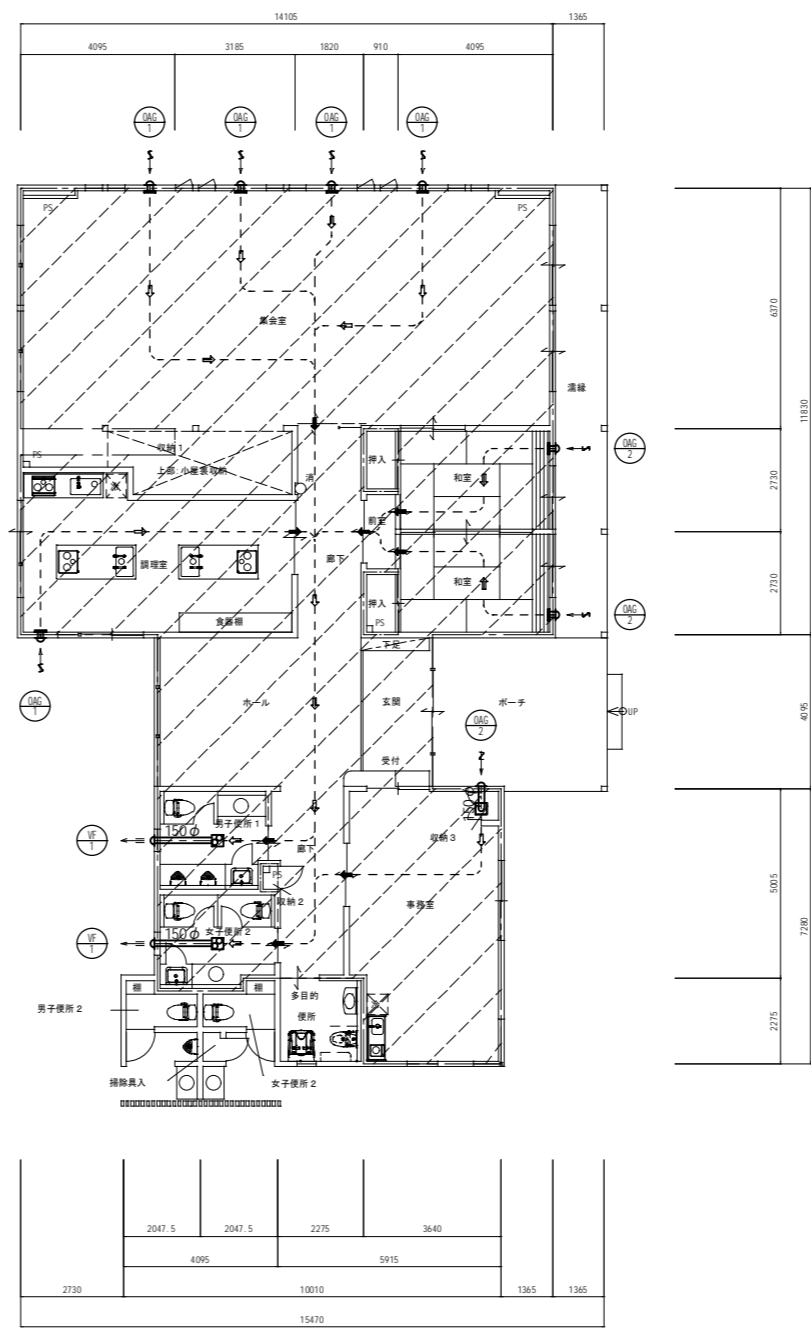 14105
1365
4095
3185
1820
910
4095
OAG
1
OAG
1
OAG
1
OAG
1
PS
PS
集会室
6370
11830
濡縁
収納1
上部:小屋裏収納
PS
消
押入
和室
OAG
2
2730
前室
調理室
廊下
和室
2730
押入
PS
食器棚
OAG
2
下足
OAG
1
ホール
玄関
ポーチ
UP
4095
OAG
2
受付
男子便所1
150φ
VF
1
収納3
廊下
PS
収納2
事務室
5005
7280
女子便所2
150φ
VF
1
棚
棚
多目的
便所
男子便所2
2275
掃除具入
女子便所2
2047.5
2047.5
2275
3640
4095
5915
2730
10010
1365
1365
15470